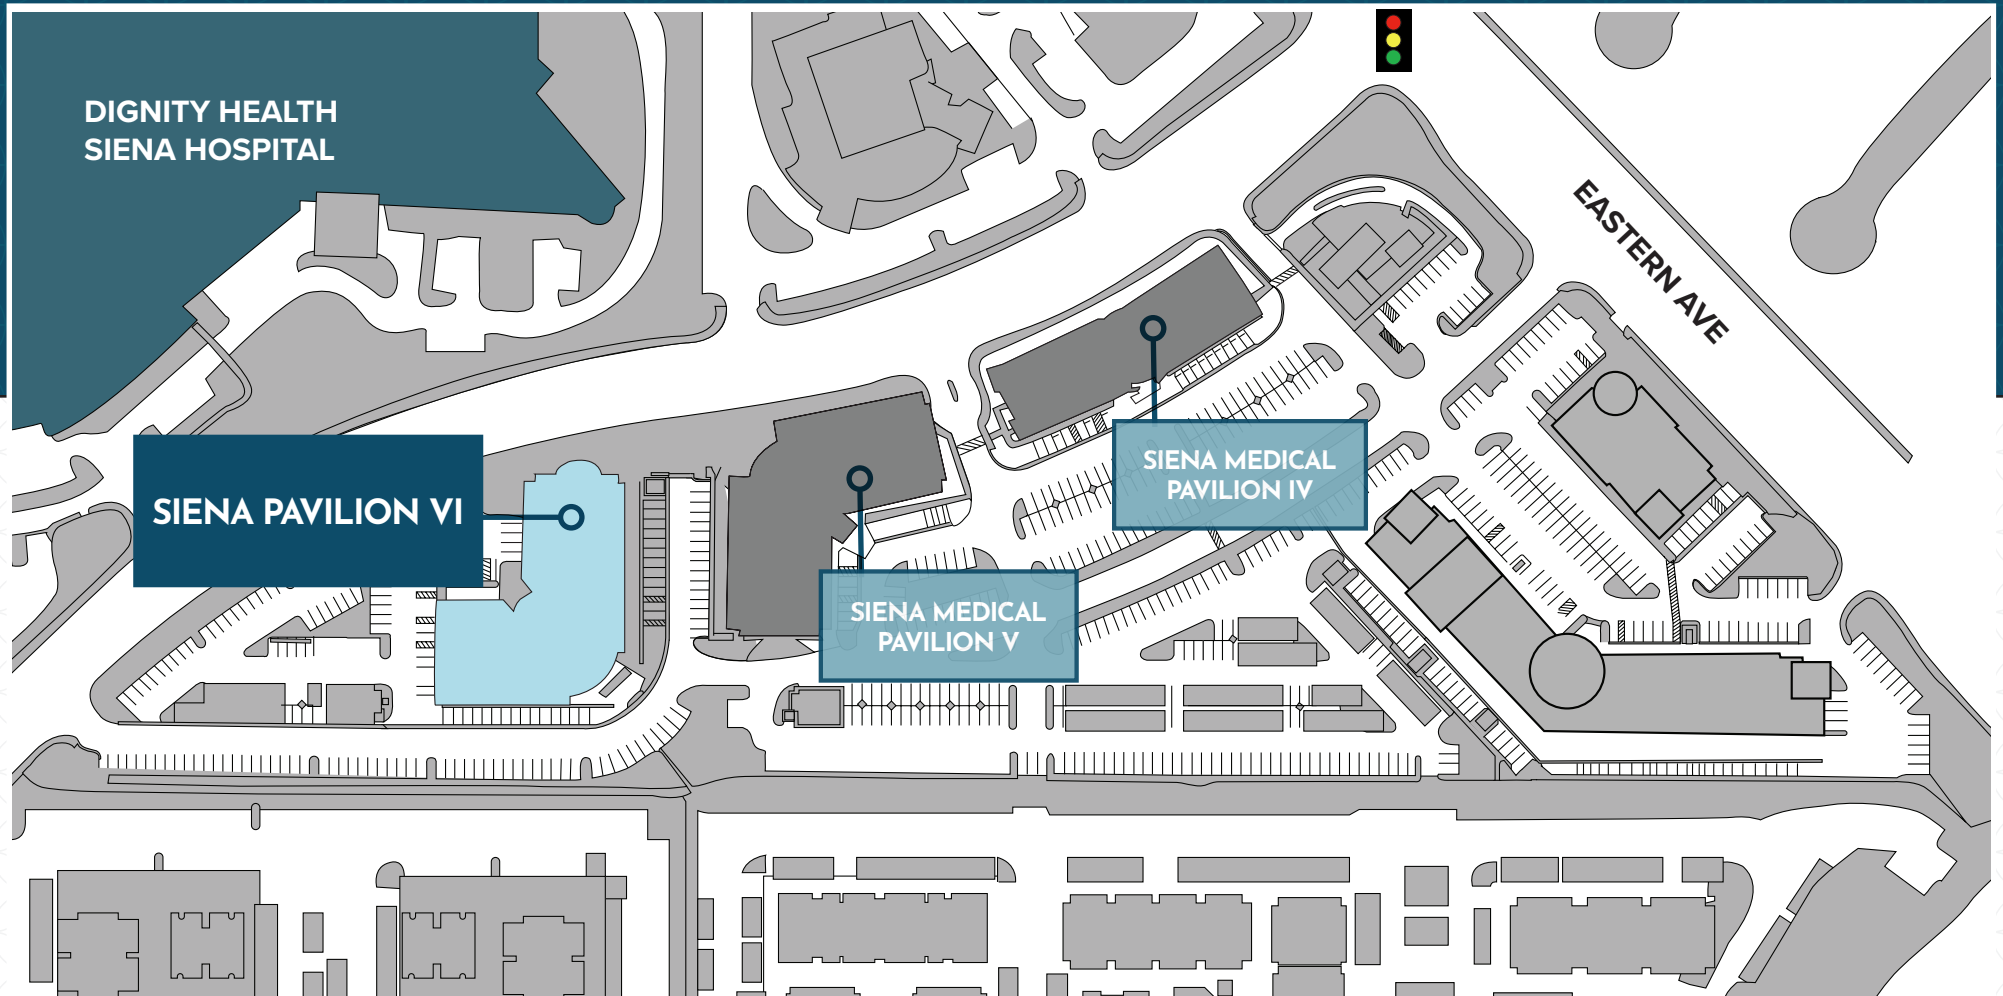 DIGNITY HEALTH
SIENA HOSPITAL
EASTERN AVE
SIENA MEDICAL
PAVILION IV
SIENA PAVILION VI
SIENA MEDICAL
PAVILION V